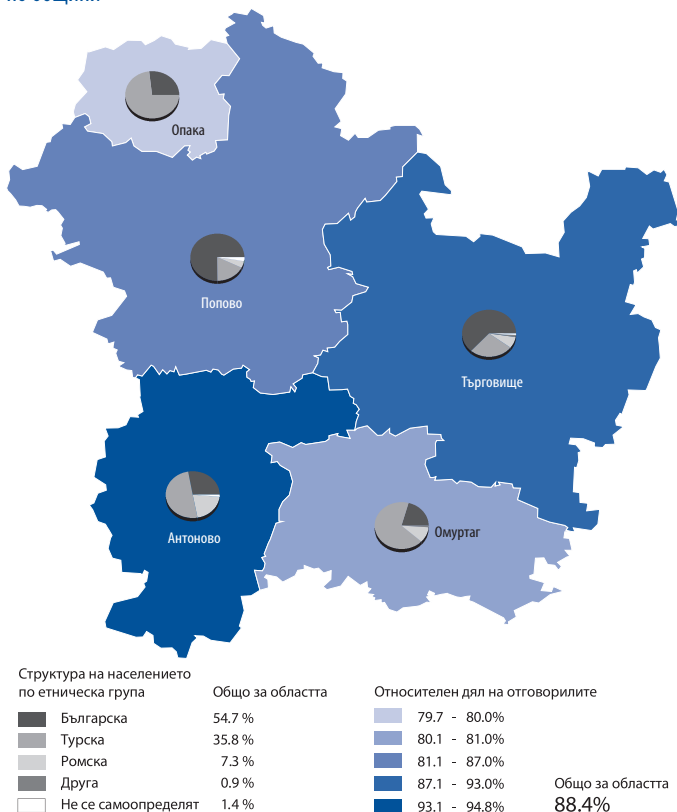 по общини
Опака
Попово
Търговище
Антоново
Омуртаг
Структура на населението
по етническа група
Общо за областта
Българска 54.7 %
Турска 35.8 %
Ромска 7.3 %
Друга 0.9 %
Не се самоопределят 1.4 %
Относителен дял на отговорилите
79.7 - 80.0%
80.1 - 81.0%
81.1 - 87.0%
87.1 - 93.0%
93.1 - 94.8%
Общо за областта
88.4%